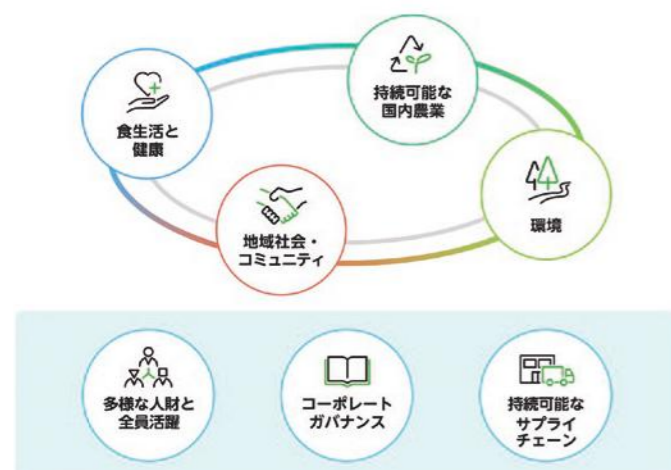 食生活と
健康
持続可能な
国内農業
環境
地域社会・
コミュニティ
多様な人財と
全員活躍
コーポレート
ガバナンス
持続可能な
サプライ
チェーン